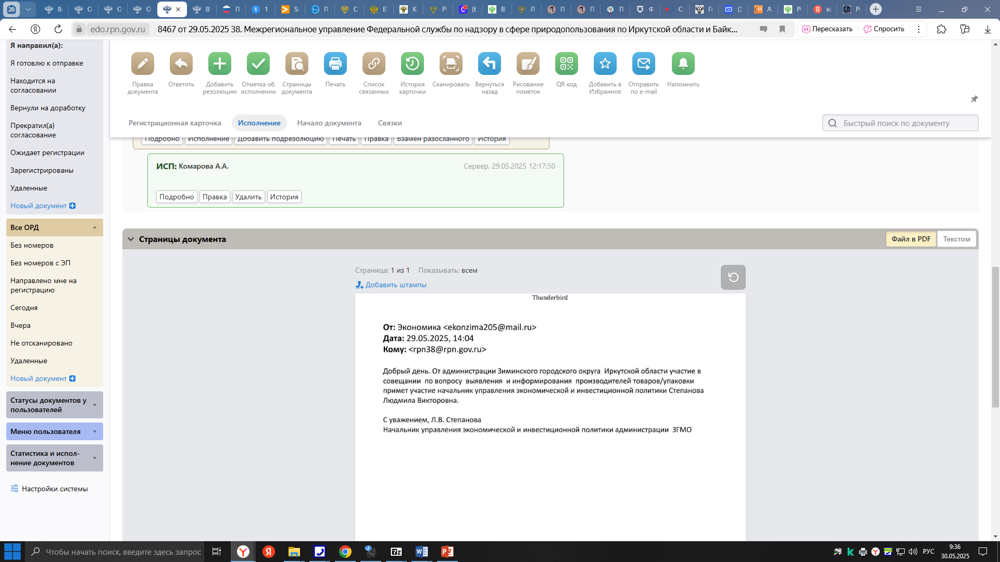 28
edo.rpn.gov.ru
8467 от 29.05.2025 38. Межрегиональное управление Федеральной службы по надзору в сфере природопользования по Иркутской области и Байк...
Пересказать
Спросить
Я направил(а):
Я готовлю к отправке
Находится на
согласовании
Вернули на доработку
Прекратил(а)
согласование
Ожидает регистрации
Зарегистрированы
Удаленные
Новый документ
Все ОРД
Без номеров
Без номеров с ЭП
Направлено мне на
регистрацию
Сегодня
Вчера
Не отсканировано
Удаленные
Новый документ
Статусы документов у
пользователей
Меню пользователя
Статистика и испол-
нение документов
Настройки системы
Правка
документа
Ответить
Добавить
резолюцию
Отметка об
исполнении
Страницы
документа
Печать
Список
связанных
История
карточки
Сканировать
Вернуться
назад
Рисование
пометок
QR код
Добавить в
Избранное
Отправить
по e-mail
Напомнить
Регистрационная карточка
Исполнение
Начало документа
Связки
Быстрый поиск по документу
Подробно
Исполнение
Добавить подрезолюцию
Печать
Правка
Взамен разосланного
История
ИСП: Комарова А.А.
Сервер, 29.05.2025 12:17:50
Подробно
Правка
Удалить
История
Страницы документа
Файл в PDF
Текстом
Страница: 1 из 1 Показывать: всем
Добавить штампы
Thunderbird
От: Экономика <ekonzima205@mail.ru>
Дата: 29.05.2025, 14:04
Кому: <rpn38@rpn.gov.ru>
Добрый день. От администрации Зиминского городского округа Иркутской области участие в
совещании по вопросу выявления и информирования производителей товаров/упаковки
примет участие начальник управления экономической и инвестиционной политики Степанова
Людмила Викторовна.
С уважением, Л.В. Степанова
Начальник управления экономической и инвестиционной политики администрации ЗГМО
Чтобы начать поиск, введите здесь запрос
РУС
9:36
30.05.2025